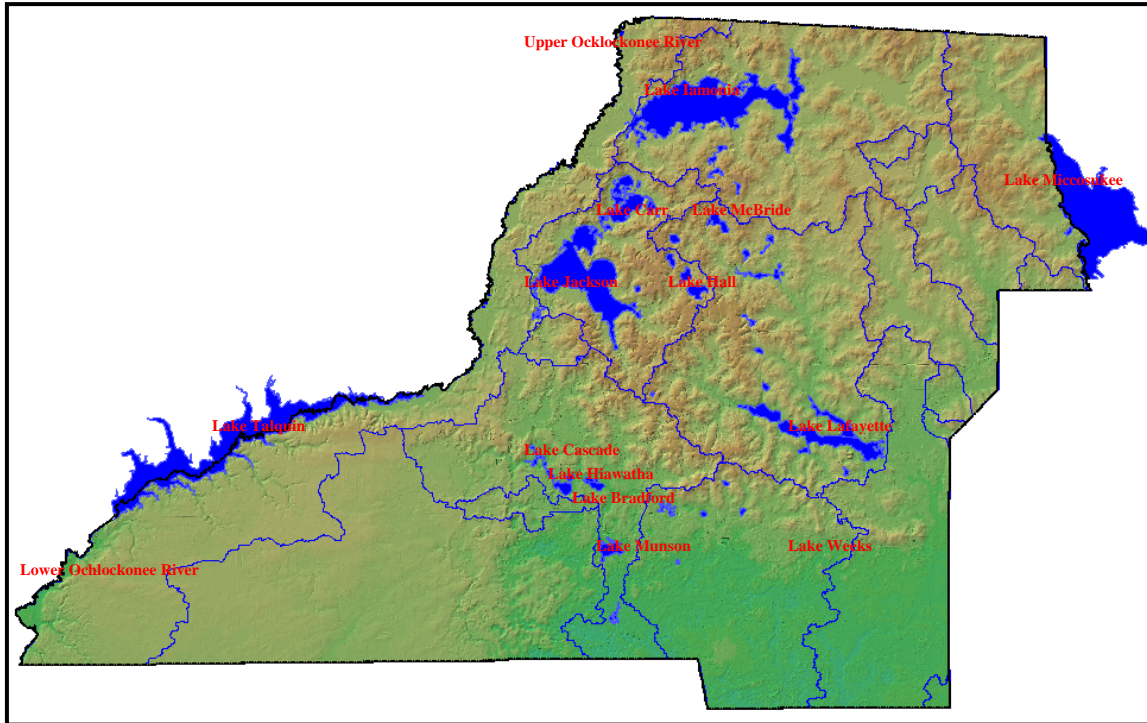 Upper Ocklockonee River
Lake Iamonia
Lake Miccosukee
Lake Carr
Lake McBride
Lake Jackson
Lake Hall
Lake Talquin
Lake Lafayette
Lake Cascade
Lake Hiawatha
Lake Bradford
Lake Munson
Lake Weeks
Lower Ochlockonee River